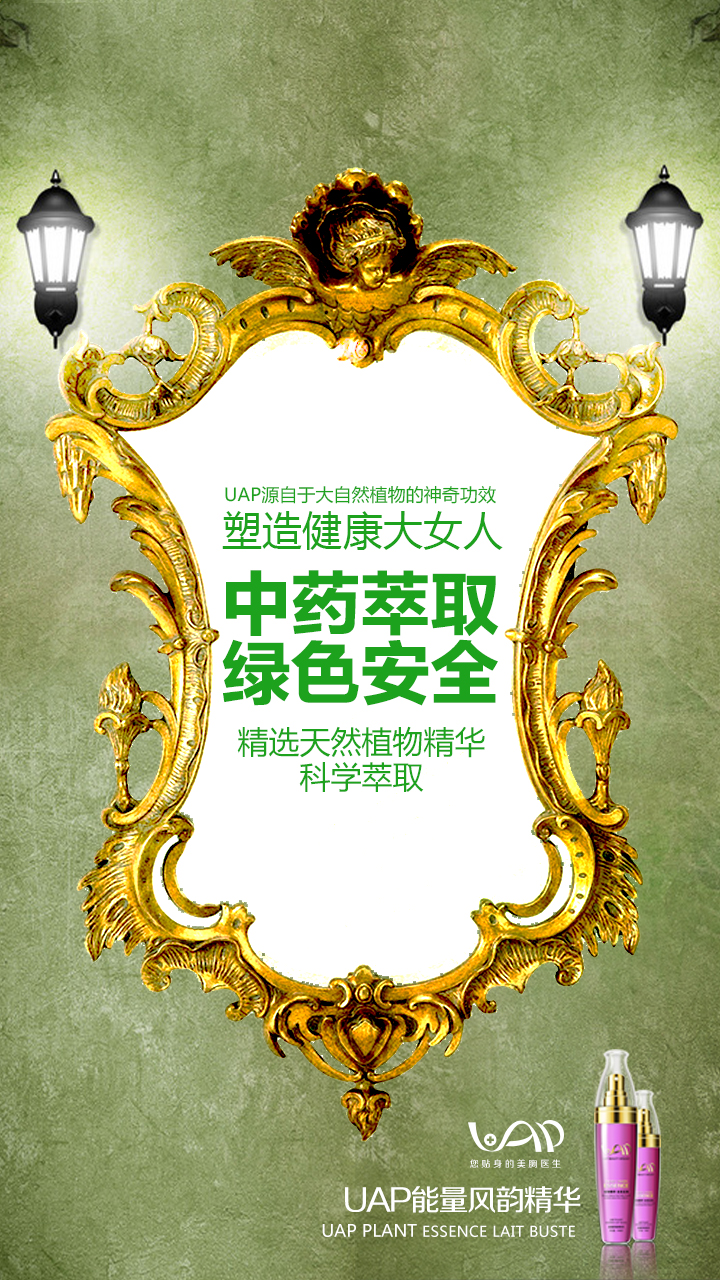 UAP源自于大自然植物的神奇功效
塑造健康大女人
中药萃取
绿色安全
精选天然植物精华
科学萃取
UAP
您贴身的美胸医生
UAP能量风韵精华
UAP PLANT ESSENCE LAIT BUSTE